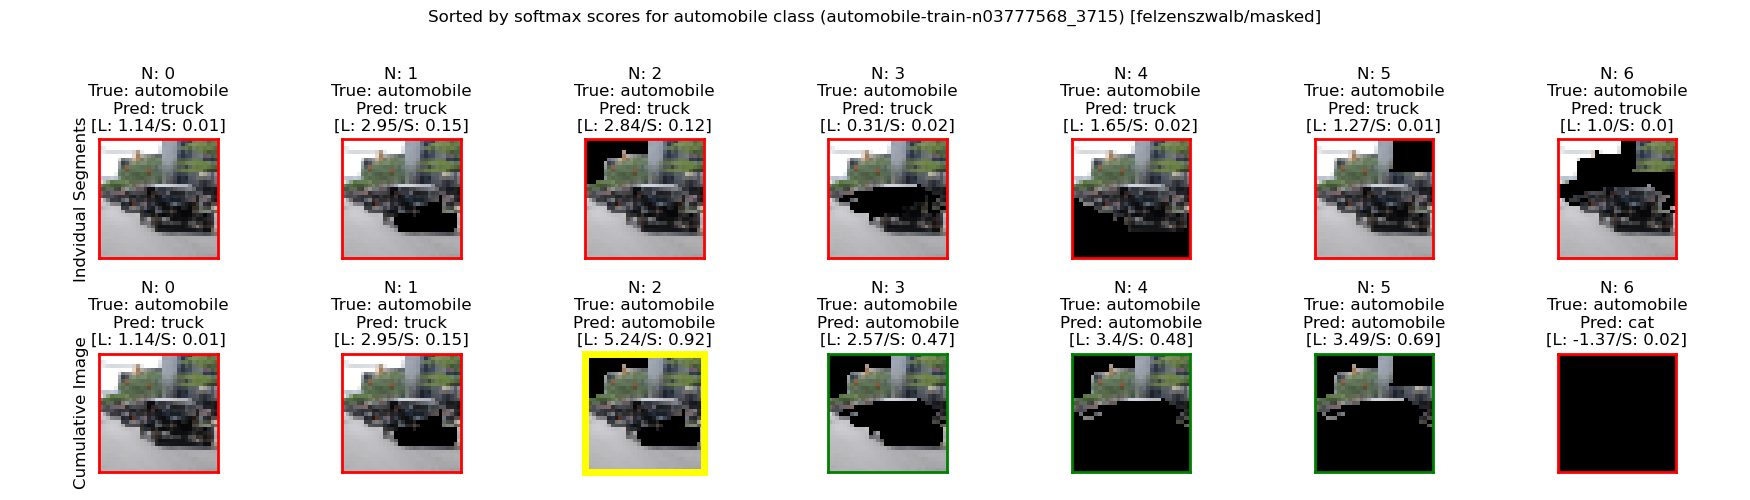 Sorted by softmax scores for automobile class (automobile-train-n03777568_3715) [felzenszwalb/masked]
Indvidual Segments
N: 0
True: automobile
Pred: truck
[L: 1.14/S: 0.01]
N: 1
True: automobile
Pred: truck
[L: 2.95/S: 0.15]
N: 2
True: automobile
Pred: truck
[L: 2.84/S: 0.12]
N: 3
True: automobile
Pred: truck
[L: 0.31/S: 0.02]
N: 4
True: automobile
Pred: truck
[L: 1.65/S: 0.02]
N: 5
True: automobile
Pred: truck
[L: 1.27/S: 0.01]
N: 6
True: automobile
Pred: truck
[L: 1.0/S: 0.0]
Cumulative Image
N: 0
True: automobile
Pred: truck
[L: 1.14/S: 0.01]
N: 1
True: automobile
Pred: truck
[L: 2.95/S: 0.15]
N: 2
True: automobile
Pred: automobile
[L: 5.24/S: 0.92]
N: 3
True: automobile
Pred: automobile
[L: 2.57/S: 0.47]
N: 4
True: automobile
Pred: automobile
[L: 3.4/S: 0.48]
N: 5
True: automobile
Pred: automobile
[L: 3.49/S: 0.69]
N: 6
True: automobile
Pred: cat
[L: -1.37/S: 0.02]